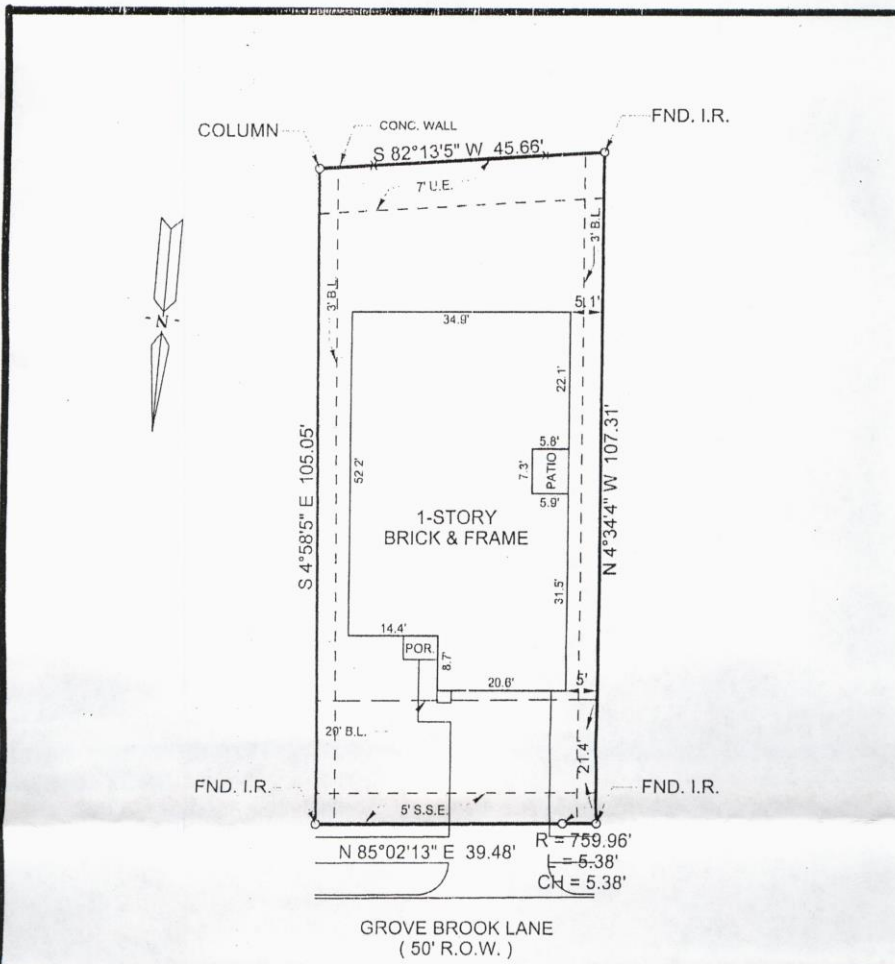 COLUMN
CONC. WALL
FND. I.R.
S 82°13'5" W 45.66'
7' U.E.
3' B.L.
3' B.L.
5.1'
34.9'
N
22.1'
S 4°58'5" E 105.05'
52.2'
5.8'
7.3'
PATIO
5.9'
N 4°34'4" W 107.31'
1-STORY
BRICK & FRAME
31.5'
14.4'
POR.
8.7'
20.6'
5'
20' B.L.
21.4'
FND. I.R.
5' S.S.E.
FND. I.R.
N 85°02'13" E 39.48'
R = 759.96'
L = 5.38'
CH = 5.38'
GROVE BROOK LANE
( 50' R.O.W. )